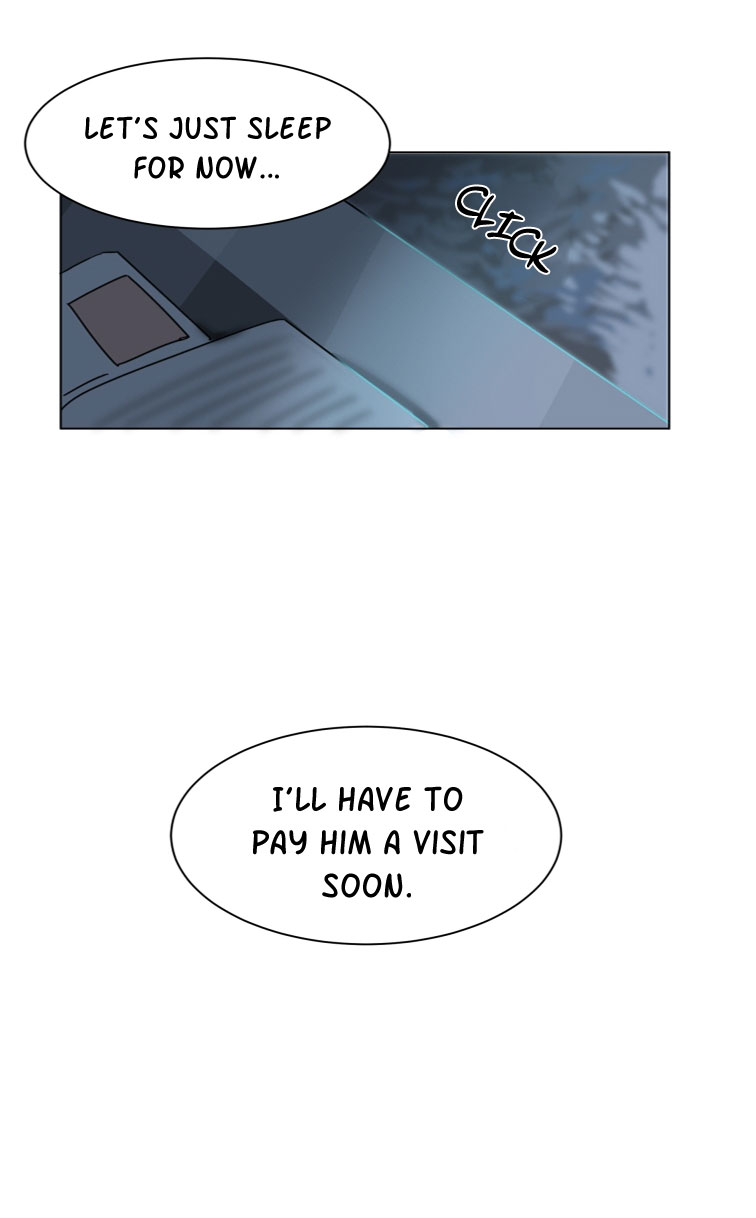 LET'S JUST SLEEP
FOR NOW...
CLICK
I'LL HAVE TO
PAY HIM A VISIT
SOON.